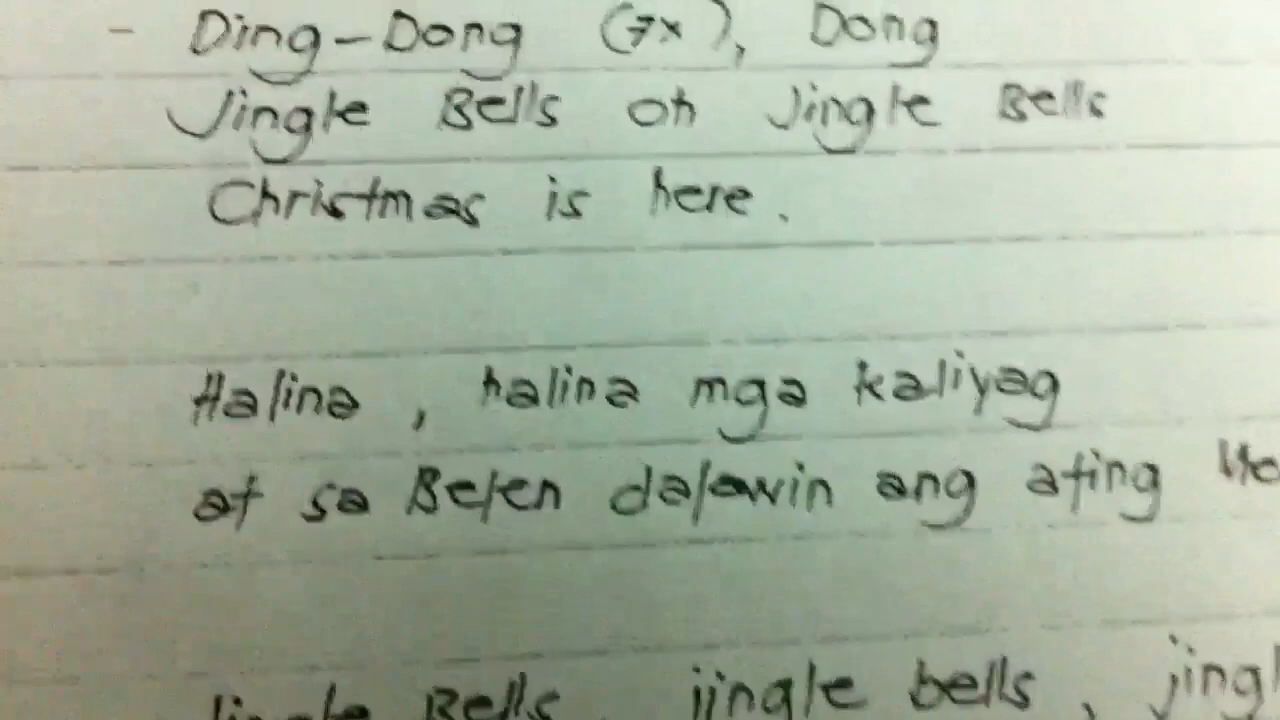 - Ding-Dong (7x), Dong
Jingle Bells oh Jingle Bells
Christmas is here.
Halina, halina mga kaliyag
at sa Belen dalawin ang ating
Jingle Bells, jingle bells,